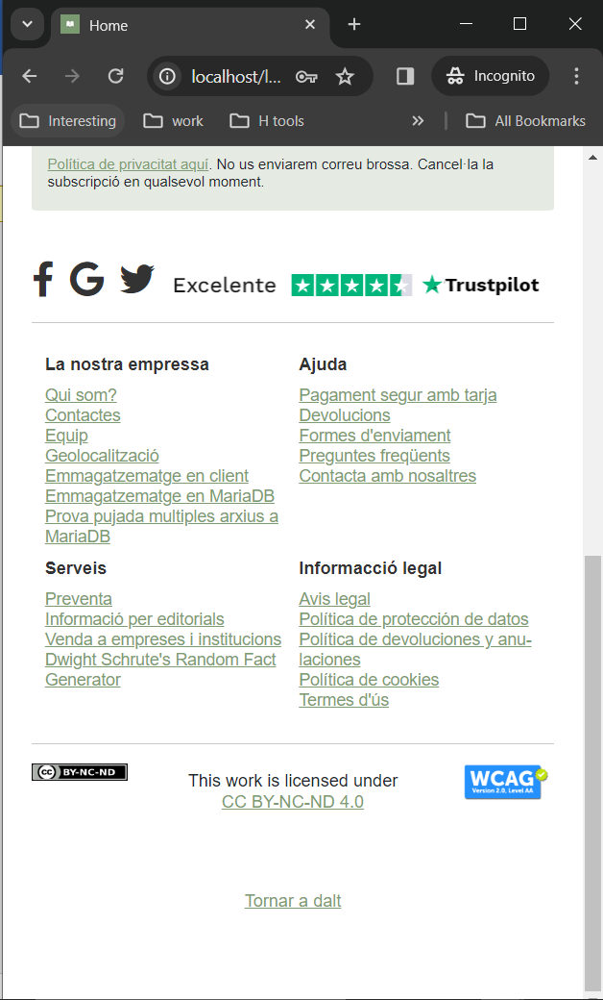 Home
localhost/l...
Incognito
Interesting
work
H tools
»
All Bookmarks
Política de privacitat aquí. No us enviarem correu brossa. Cancel·la la
subscripció en qualsevol moment.
Excelente
Trustpilot
La nostra empressa
Qui som?
Contactes
Equip
Geolocalització
Emmagatzematge en client
Emmagatzematge en MariaDB
Prova pujada multiples arxius a
MariaDB
Ajuda
Pagament segur amb tarja
Devolucions
Formes d'enviament
Preguntes freqüents
Contacta amb nosaltres
Serveis
Preventa
Informació per editorials
Venda a empreses i institucions
Dwight Schrute's Random Fact
Generator
Informacció legal
Avis legal
Política de protección de datos
Política de devoluciones y anu-
laciones
Política de cookies
Termes d'ús
cc BY-NC-ND
This work is licensed under
CC BY-NC-ND 4.0
WCAG
Version 2.0, Level AA
Tornar a dalt